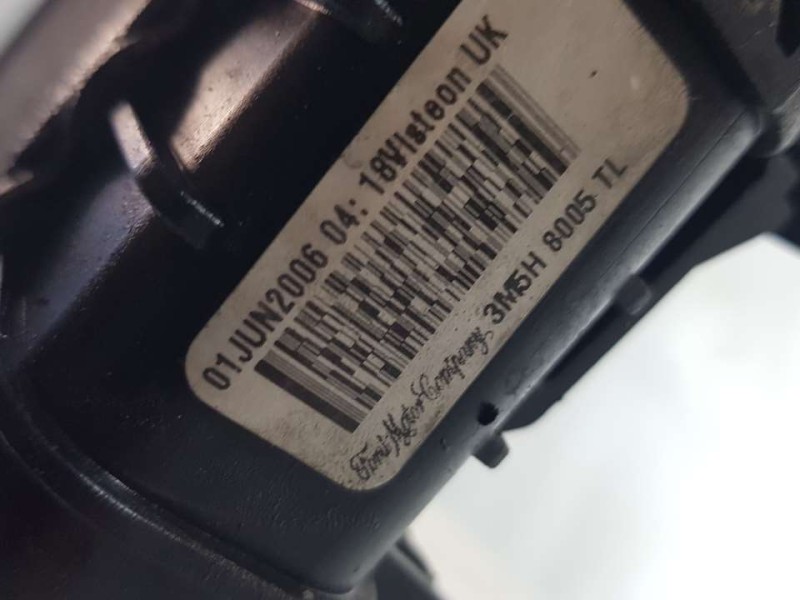 01JUN2006 04:18Visteon UK
Ford Motor Company 3M5H 8005 TL